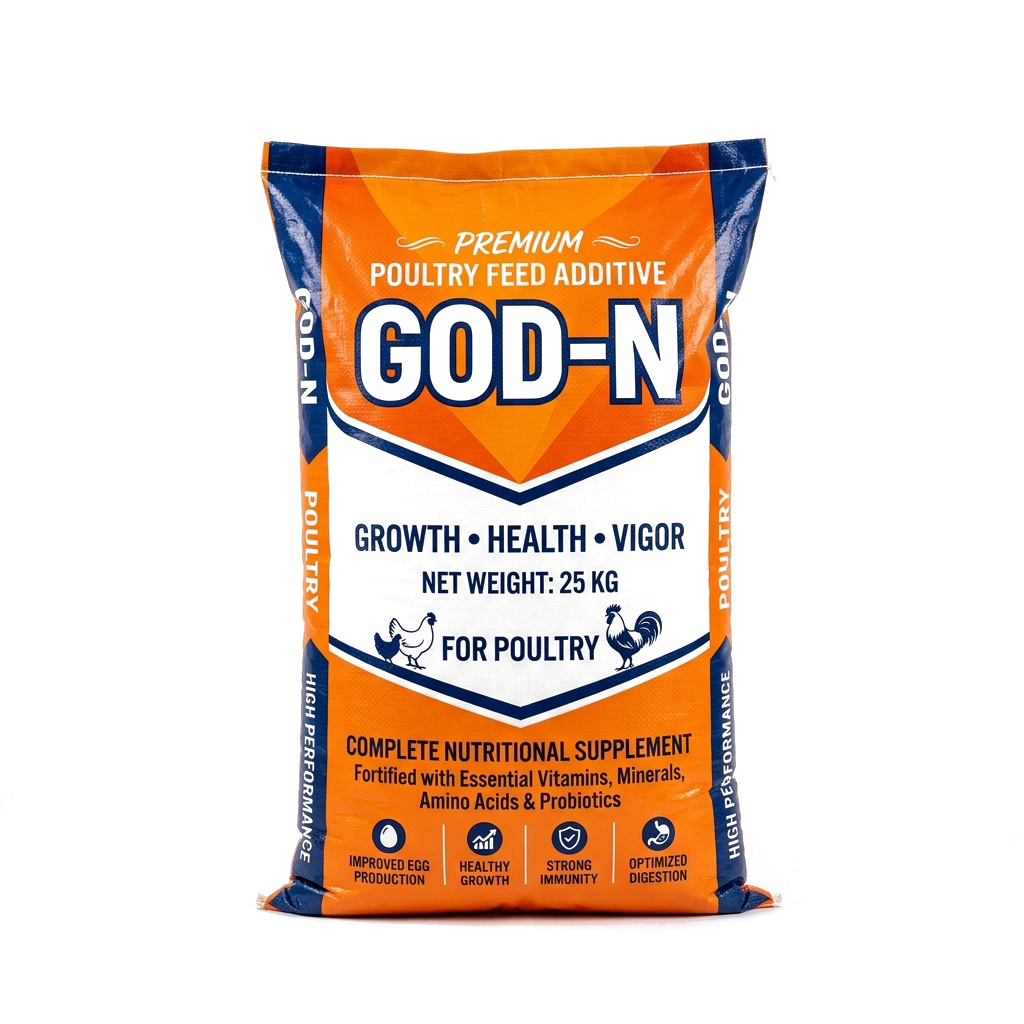 PREMIUM
POULTRY FEED ADDITIVE
GOD-N
GROWTH • HEALTH • VIGOR
NET WEIGHT: 25 KG
FOR POULTRY
COMPLETE NUTRITIONAL SUPPLEMENT
Fortified with Essential Vitamins, Minerals,
Amino Acids & Probiotics
IMPROVED EGG
PRODUCTION
HEALTHY
GROWTH
STRONG
IMMUNITY
OPTIMIZED
DIGESTION
GOD-N
POULTRY
HIGH PERFORMANCE
GOD-N
POULTRY
HIGH PERFORMANCE